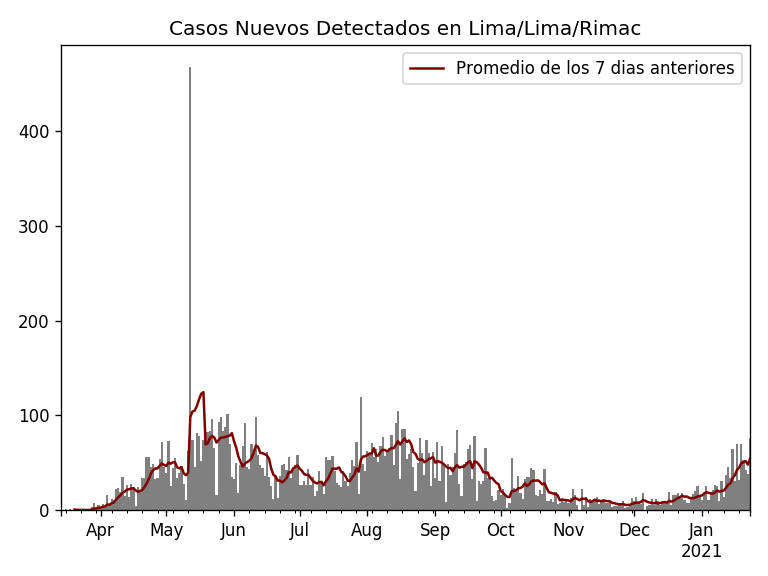 Casos Nuevos Detectados en Lima/Lima/Rimac
Promedio de los 7 dias anteriores
400
300
200
100
0
Apr May Jun Jul Aug Sep Oct Nov Dec Jan
2021